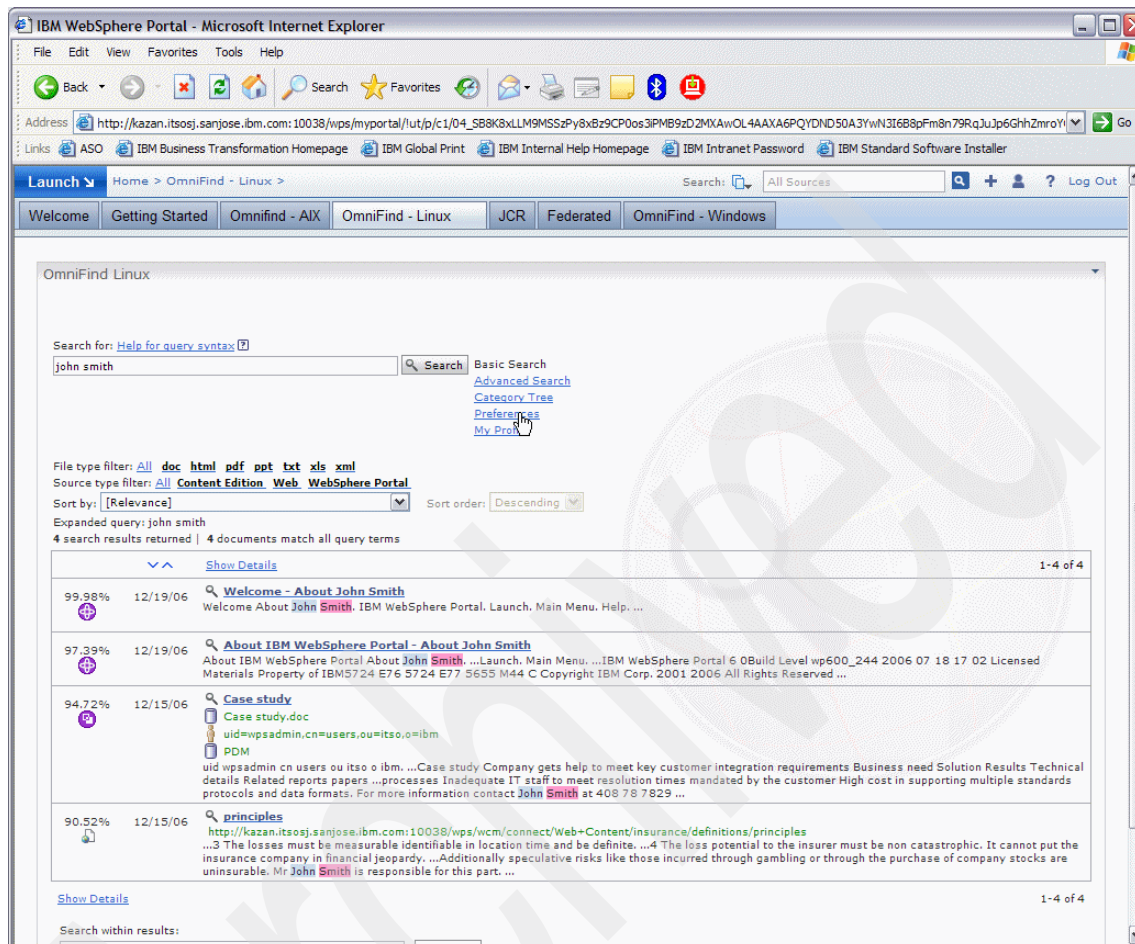 IBM WebSphere Portal - Microsoft Internet Explorer
File Edit View Favorites Tools Help
Back Search Favorites
Address http://kazan.itsosj.sanjose.ibm.com:10038/wps/myportal/!ut/p/c1/ Go
Links ASO IBM Business Transformation Homepage IBM Global Print IBM Internal Help Homepage IBM Intranet Password IBM Standard Software Installer
Launch Home > OmniFind - Linux > Search: All Sources ? Log Out
Welcome Getting Started Omnifind - AIX OmniFind - Linux JCR Federated OmniFind - Windows
OmniFind Linux
Search for: Help for query syntax ?
john smith Search Basic Search
Advanced Search
Category Tree
Preferences
My
File type filter: All doc html pdf ppt txt xls xml
Source type filter: All Content Edition Web WebSphere Portal
Sort by: [Relevance] Sort order: Descending
Expanded query: john smith
4 search results returned | 4 documents match all query terms
Show Details 1-4 of 4
99.98% 12/19/06 Welcome - About John Smith
Welcome About John Smith. IBM WebSphere Portal. Launch. Main Menu. Help. ...
97.39% 12/19/06 About IBM WebSphere Portal - About John Smith
About IBM WebSphere Portal About John Smith. ...Launch. Main Menu. ...IBM WebSphere Portal 6 0Build Level wp600_244 2006 07 18 17 02 Licensed
Materials Property of IBM5724 E76 5724 E77 5655 M44 C Copyright IBM Corp. 2001 2006 All Rights Reserved ...
94.72% 12/15/06 Case study
Case study.doc
uid=wpsadmin,cn=users,ou=itso,o=ibm
PDM
uid wpsadmin cn users ou itso o ibm. ...Case study Company gets help to meet key customer integration requirements Business need Solution Results Technical
details Related reports papers ...processes Inadequate IT staff to meet resolution times mandated by the customer High cost in supporting multiple standards
protocols and data formats. For more information contact John Smith at 408 78 7829 ...
90.52% 12/15/06 principles
http://kazan.itsosj.sanjose.ibm.com:10038/wps/wcm/connect/Web+Content/insurance/definitions/principles
...3 The losses must be measurable identifiable in location time and be definite. ...4 The loss potential to the insurer must be non catastrophic. It cannot put the
insurance company in financial jeopardy. ...Additionally speculative risks like those incurred through gambling or through the purchase of company stocks are
uninsurable. Mr John Smith is responsible for this part. ...
Show Details 1-4 of 4
Search within results: